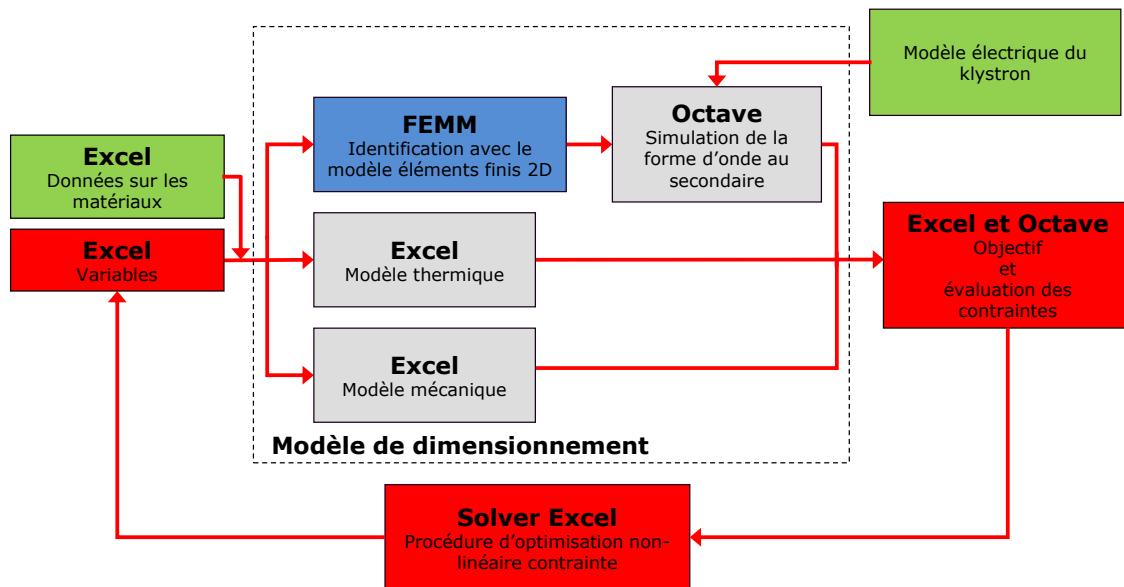 Modèle électrique du
klystron
FEMM
Identification avec le
modèle éléments finis 2D
Octave
Simulation de la
forme d’onde au
secondaire
Excel
Données sur les
matériaux
Excel
Variables
Excel
Modèle thermique
Excel et Octave
Objectif
et
évaluation des
contraintes
Excel
Modèle mécanique
Modèle de dimensionnement
Solver Excel
Procédure d’optimisation non-
linéaire contrainte